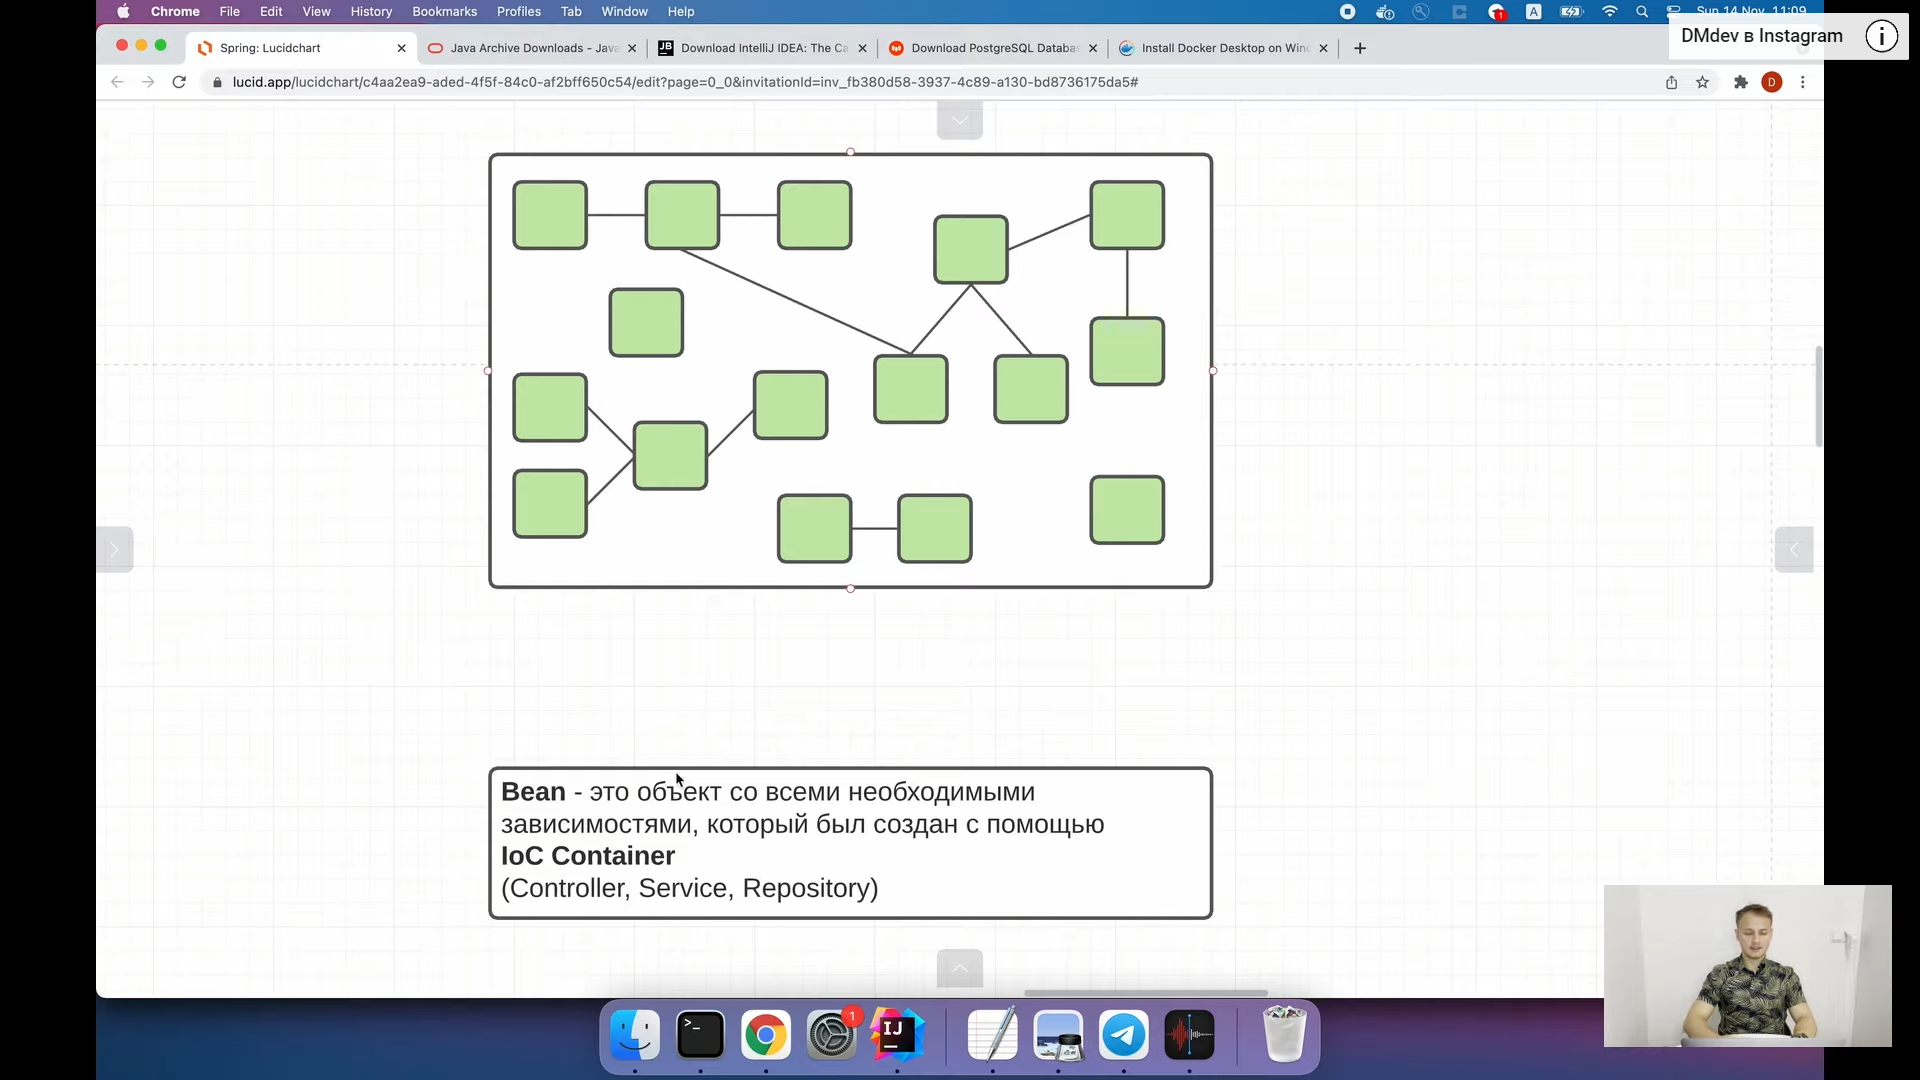 Chrome File Edit View History Bookmarks Profiles Tab Window Help
A
1
Sun 14 Nov 11:09
DMdev в Instagram
i
Spring: Lucidchart
Java Archive Downloads - Java
JB
Download IntelliJ IDEA: The Ca
Download PostgreSQL Databas
Install Docker Desktop on Wind
lucid.app/lucidchart/c4aa2ea9-aded-4f5f-84c0-af2bff650c54/edit?page=0_0&invitationId=inv_fb380d58-3937-4c89-a130-bd8736175da5#
D
Bean - это объект со всеми необходимыми
зависимостями, который был создан с помощью
IoC Container
(Controller, Service, Repository)
>_
1
IJ